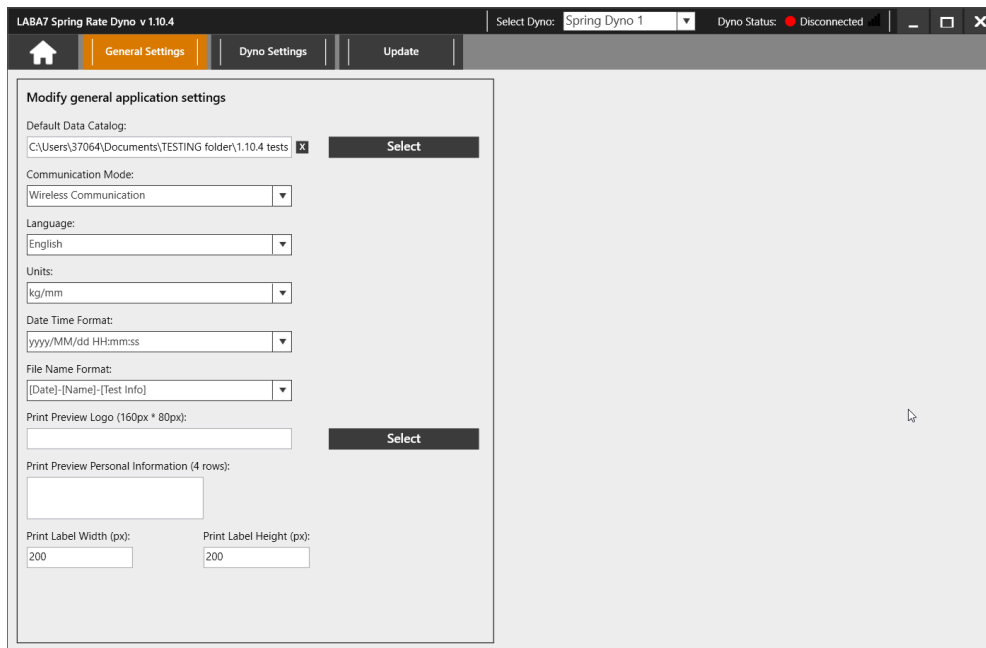 LABA7 Spring Rate Dyno v 1.10.4
Select Dyno: Spring Dyno 1
Dyno Status: Disconnected
General Settings
Dyno Settings
Update
Modify general application settings
Default Data Catalog:
C:\Users\37064\Documents\TESTING folder\1.10.4 tests X Select
Communication Mode:
Wireless Communication
Language:
English
Units:
kg/mm
Date Time Format:
yyyy/MM/dd HH:mm:ss
File Name Format:
[Date]-[Name]-[Test Info]
Print Preview Logo (160px * 80px):
Select
Print Preview Personal Information (4 rows):
Print Label Width (px): Print Label Height (px):
200 200